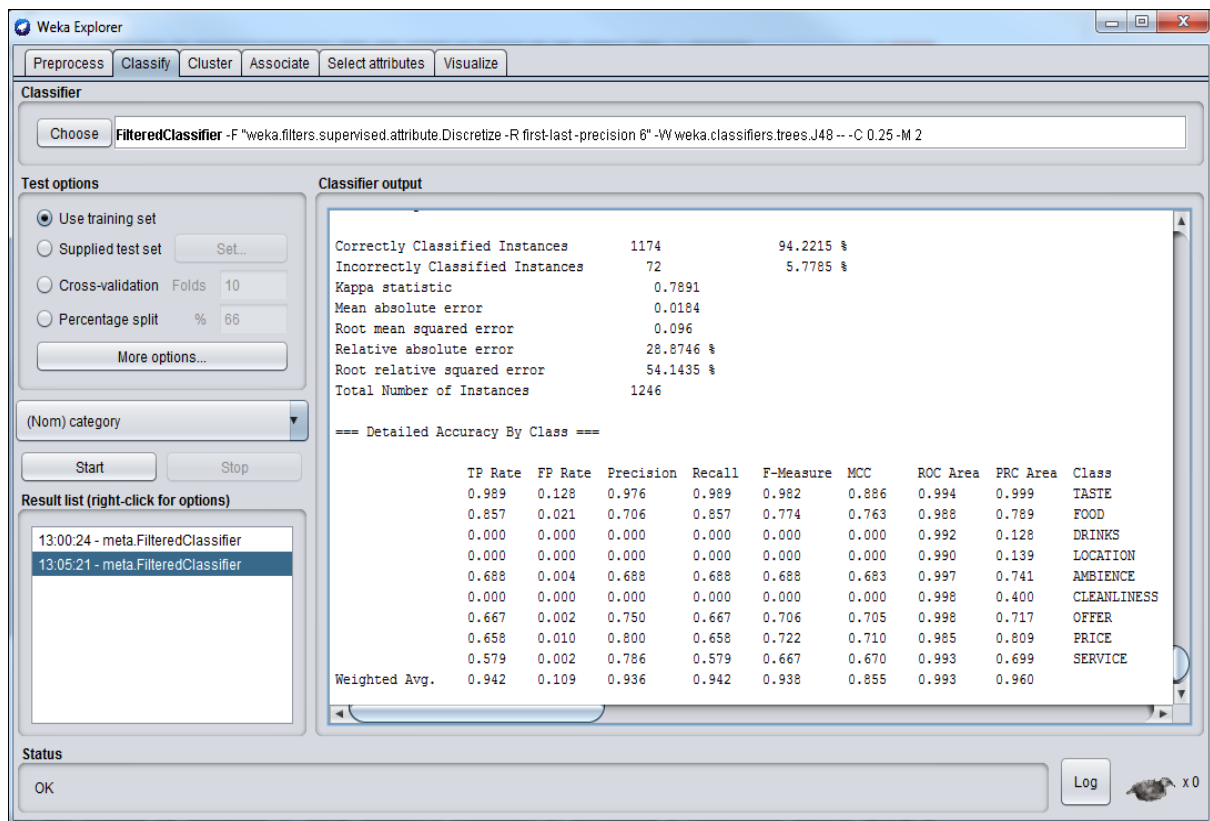 Weka Explorer
Preprocess Classify Cluster Associate Select attributes Visualize
Classifier
Choose FilteredClassifier -F "weka.filters.supervised.attribute.Discretize -R first-last -precision 6" -W weka.classifiers.trees.J48 -- -C 0.25 -M 2
Test options
Use training set
Supplied test set Set...
Cross-validation Folds 10
Percentage split % 66
More options...
(Nom) category
Start Stop
Result list (right-click for options)
13:00:24 - meta.FilteredClassifier
13:05:21 - meta.FilteredClassifier
Classifier output
Correctly Classified Instances 1174 94.2215 %
Incorrectly Classified Instances 72 5.7785 %
Kappa statistic 0.7891
Mean absolute error 0.0184
Root mean squared error 0.096
Relative absolute error 28.8746 %
Root relative squared error 54.1435 %
Total Number of Instances 1246
=== Detailed Accuracy By Class ===
TP Rate FP Rate Precision Recall F-Measure MCC ROC Area PRC Area Class
0.989 0.128 0.976 0.989 0.982 0.886 0.994 0.999 TASTE
0.857 0.021 0.706 0.857 0.774 0.763 0.988 0.789 FOOD
0.000 0.000 0.000 0.000 0.000 0.000 0.992 0.128 DRINKS
0.000 0.000 0.000 0.000 0.000 0.000 0.990 0.139 LOCATION
0.688 0.004 0.688 0.688 0.688 0.683 0.997 0.741 AMBIENCE
0.000 0.000 0.000 0.000 0.000 0.000 0.998 0.400 CLEANLINESS
0.667 0.002 0.750 0.667 0.706 0.705 0.998 0.717 OFFER
0.658 0.010 0.800 0.658 0.722 0.710 0.985 0.809 PRICE
0.579 0.002 0.786 0.579 0.667 0.670 0.993 0.699 SERVICE
Weighted Avg. 0.942 0.109 0.936 0.942 0.938 0.855 0.993 0.960
Status
OK
Log x 0